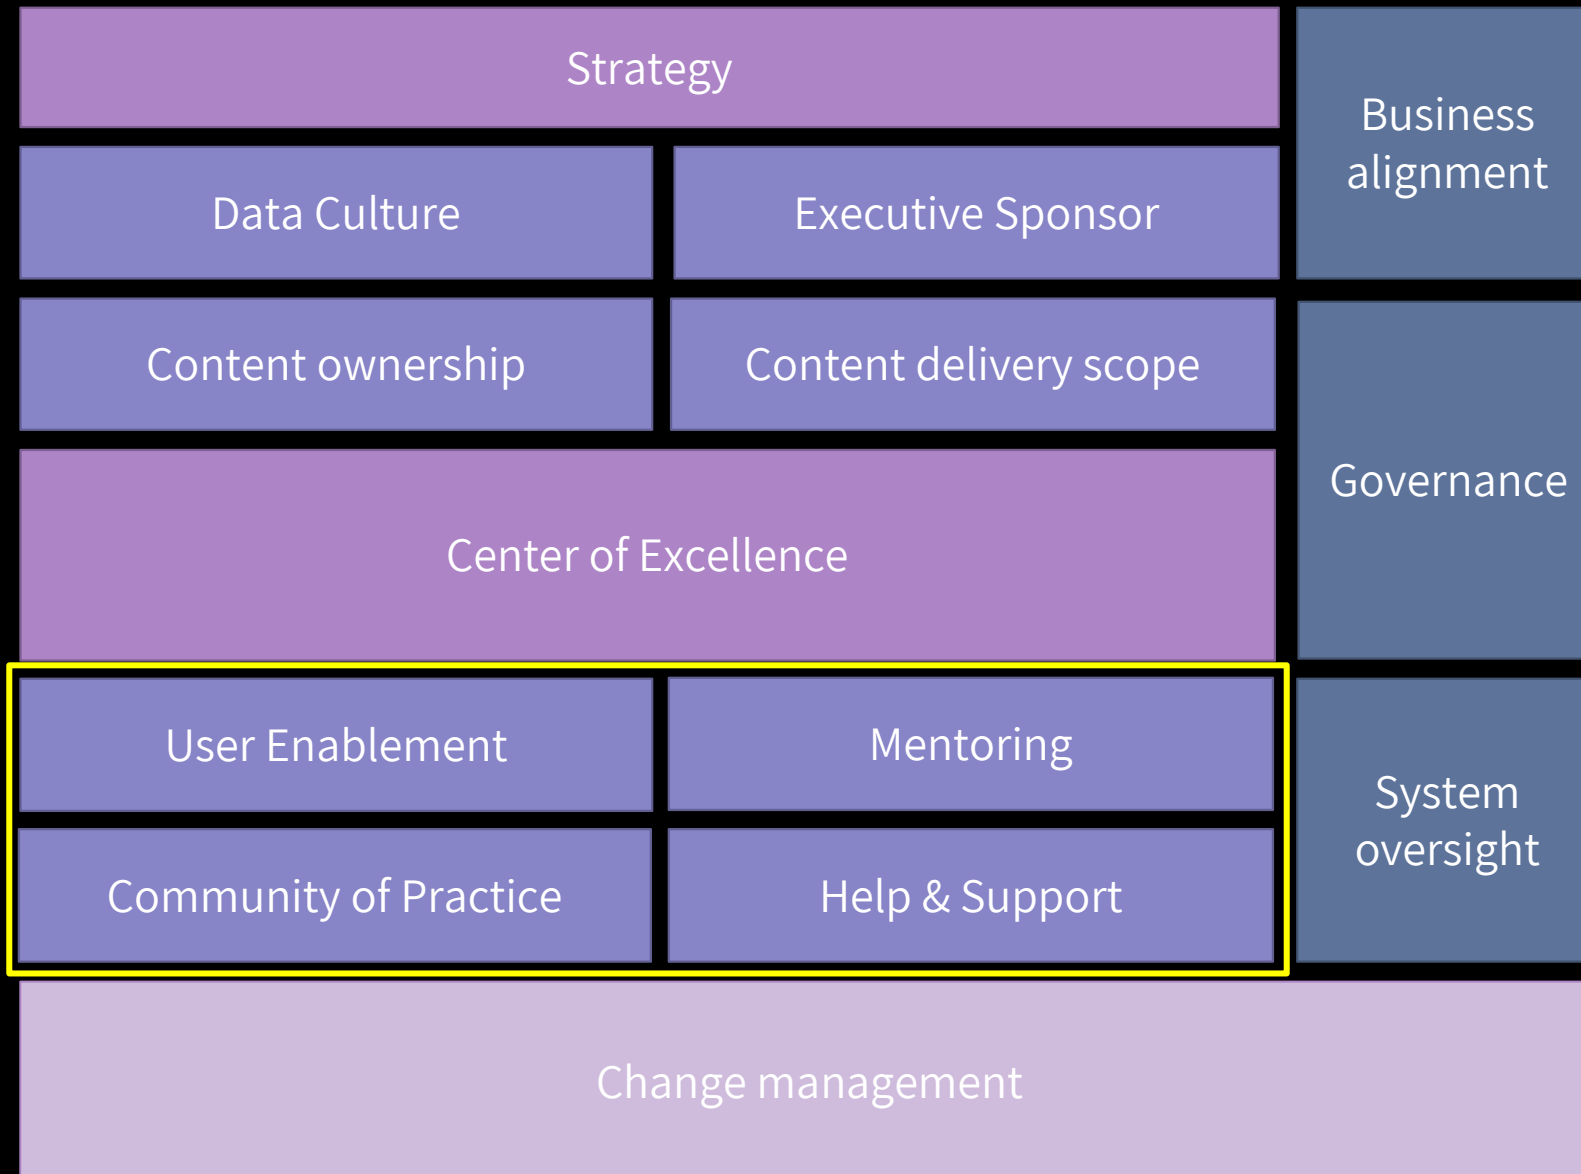 Strategy
Business
alignment
Data Culture
Executive Sponsor
Content ownership
Content delivery scope
Governance
Center of Excellence
User Enablement
Mentoring
System
oversight
Community of Practice
Help & Support
Change management